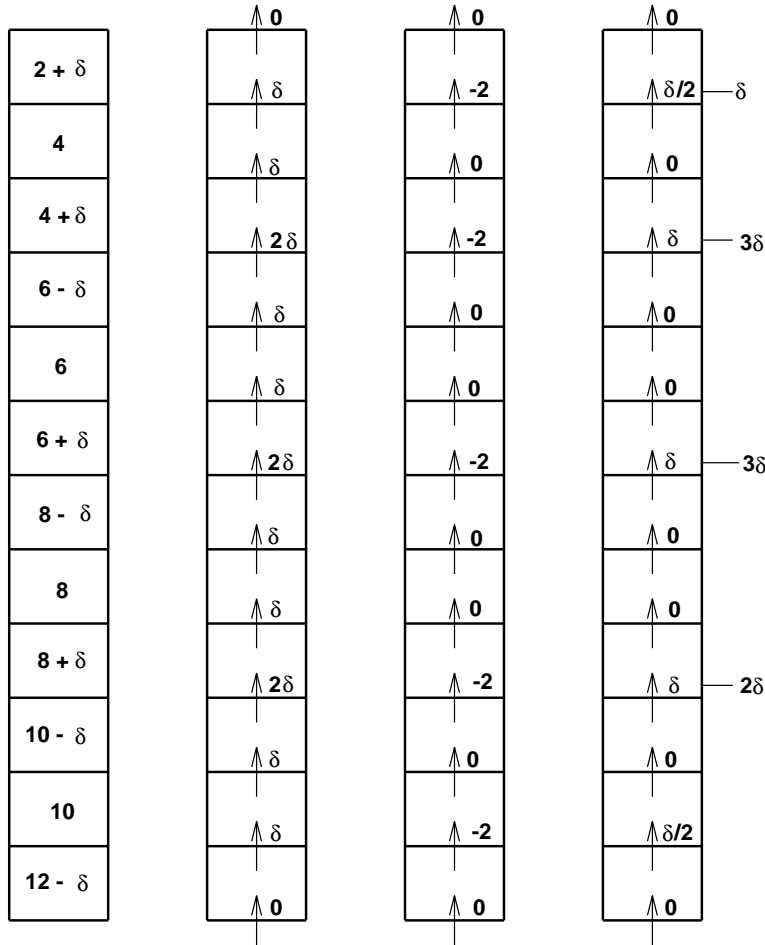 0 0 0
2 + δ
δ -2 δ/2 δ
4
δ 0 0
4 + δ
2δ -2 δ 3δ
6 - δ
δ 0 0
6
δ 0 0
6 + δ
2δ -2 δ 3δ
8 - δ
δ 0 0
8
δ 0 0
8 + δ
2δ -2 δ 2δ
10 - δ
δ 0 0
10
δ -2 δ/2
12 - δ
0 0 0